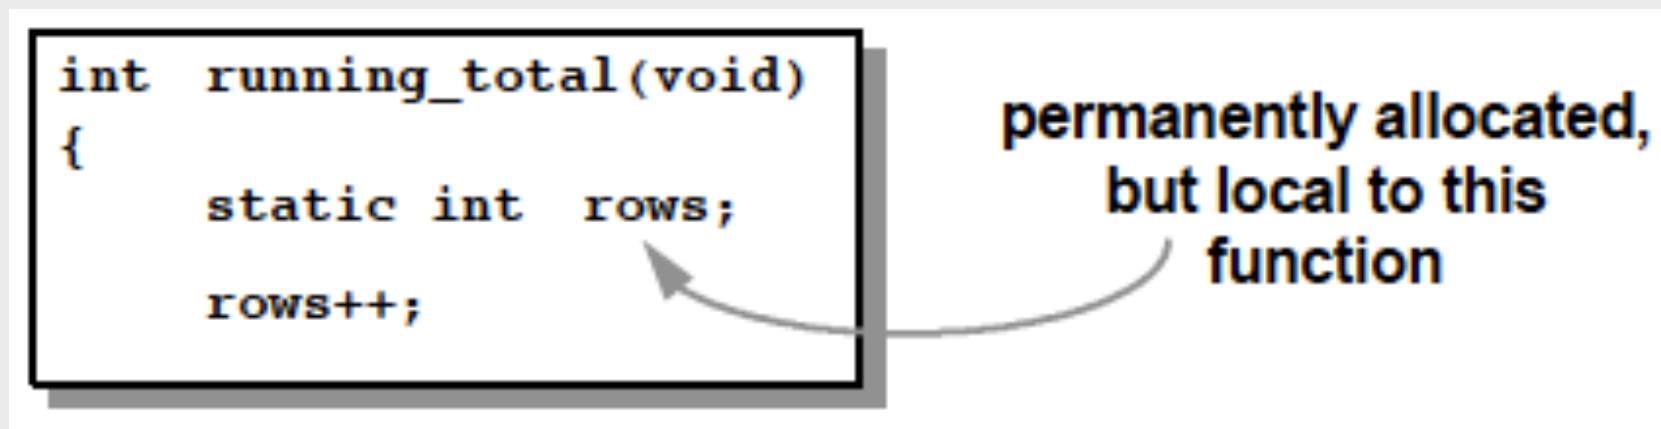 int running_total(void)
{
static int rows;
rows++;
permanently allocated,
but local to this
function